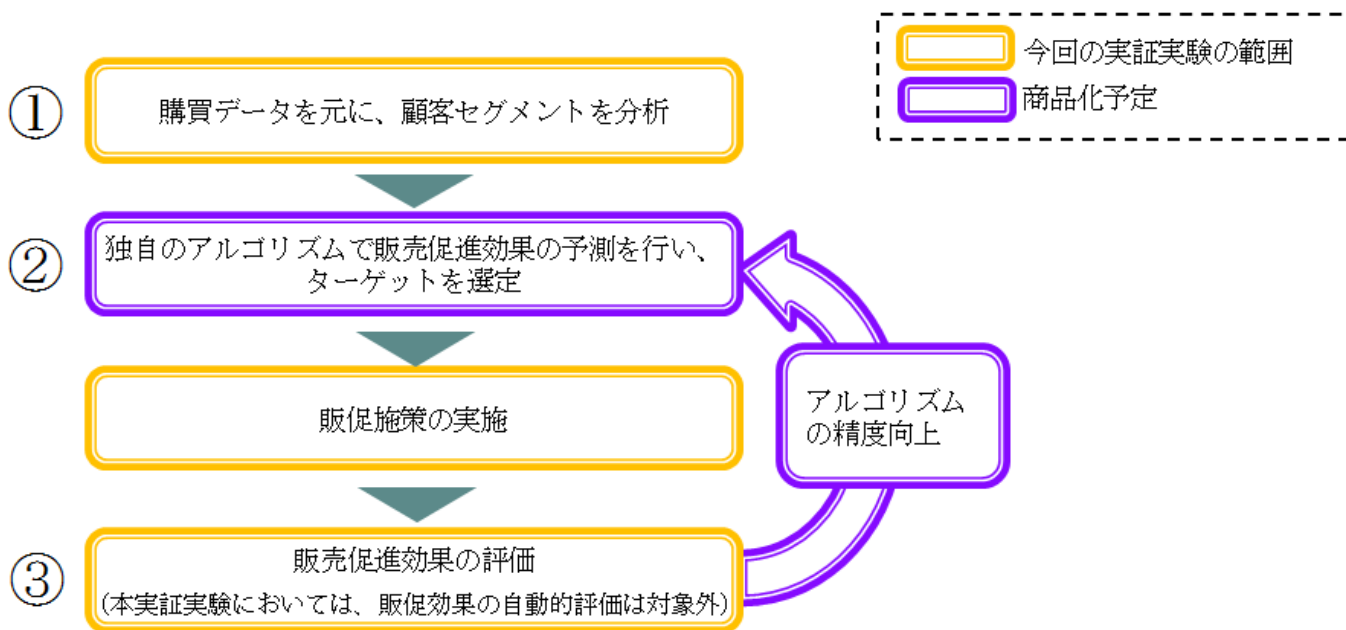 今回の実証実験の範囲
商品化予定
①
購買データを元に、顧客セグメントを分析
②
独自のアルゴリズムで販売促進効果の予測を行い、
ターゲットを選定
販促施策の実施
アルゴリズム
の精度向上
③
販売促進効果の評価
(本実証実験においては、販促効果の自動的評価は対象外)